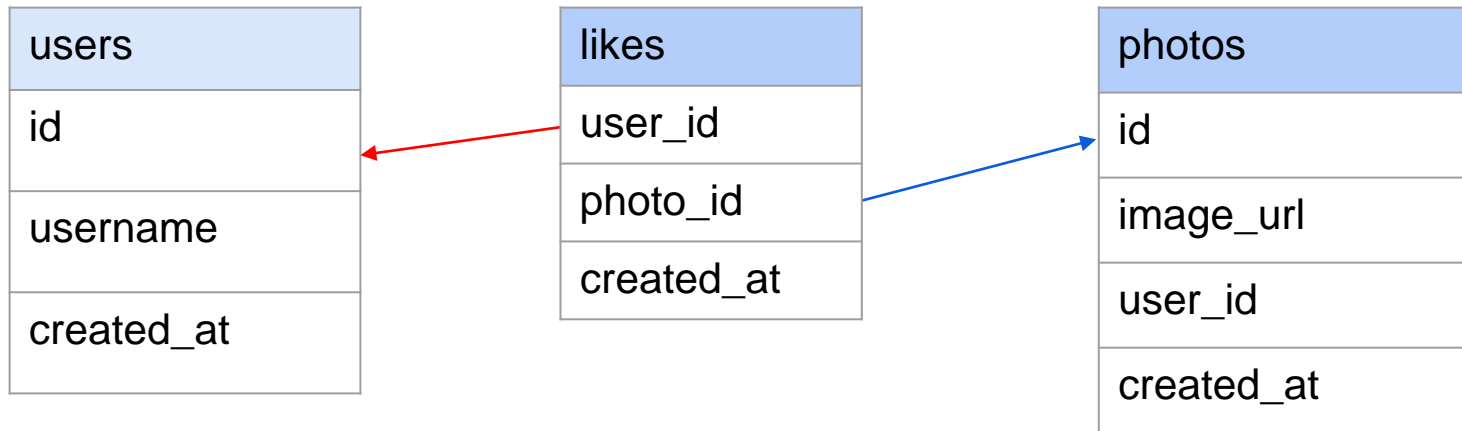 users
id
username
created_at
likes
user_id
photo_id
created_at
photos
id
image_url
user_id
created_at